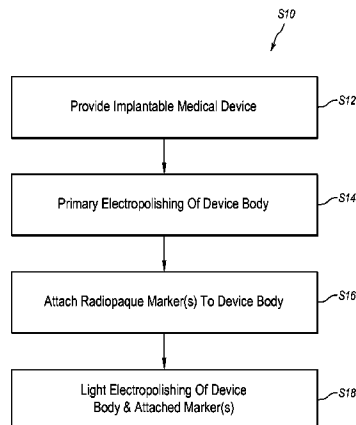 S10
Provide Implantable Medical Device
S12
Primary Electropolishing Of Device Body
S14
Attach Radiopaque Marker(s) To Device Body
S16
Light Electropolishing Of Device
Body & Attached Marker(s)
S18